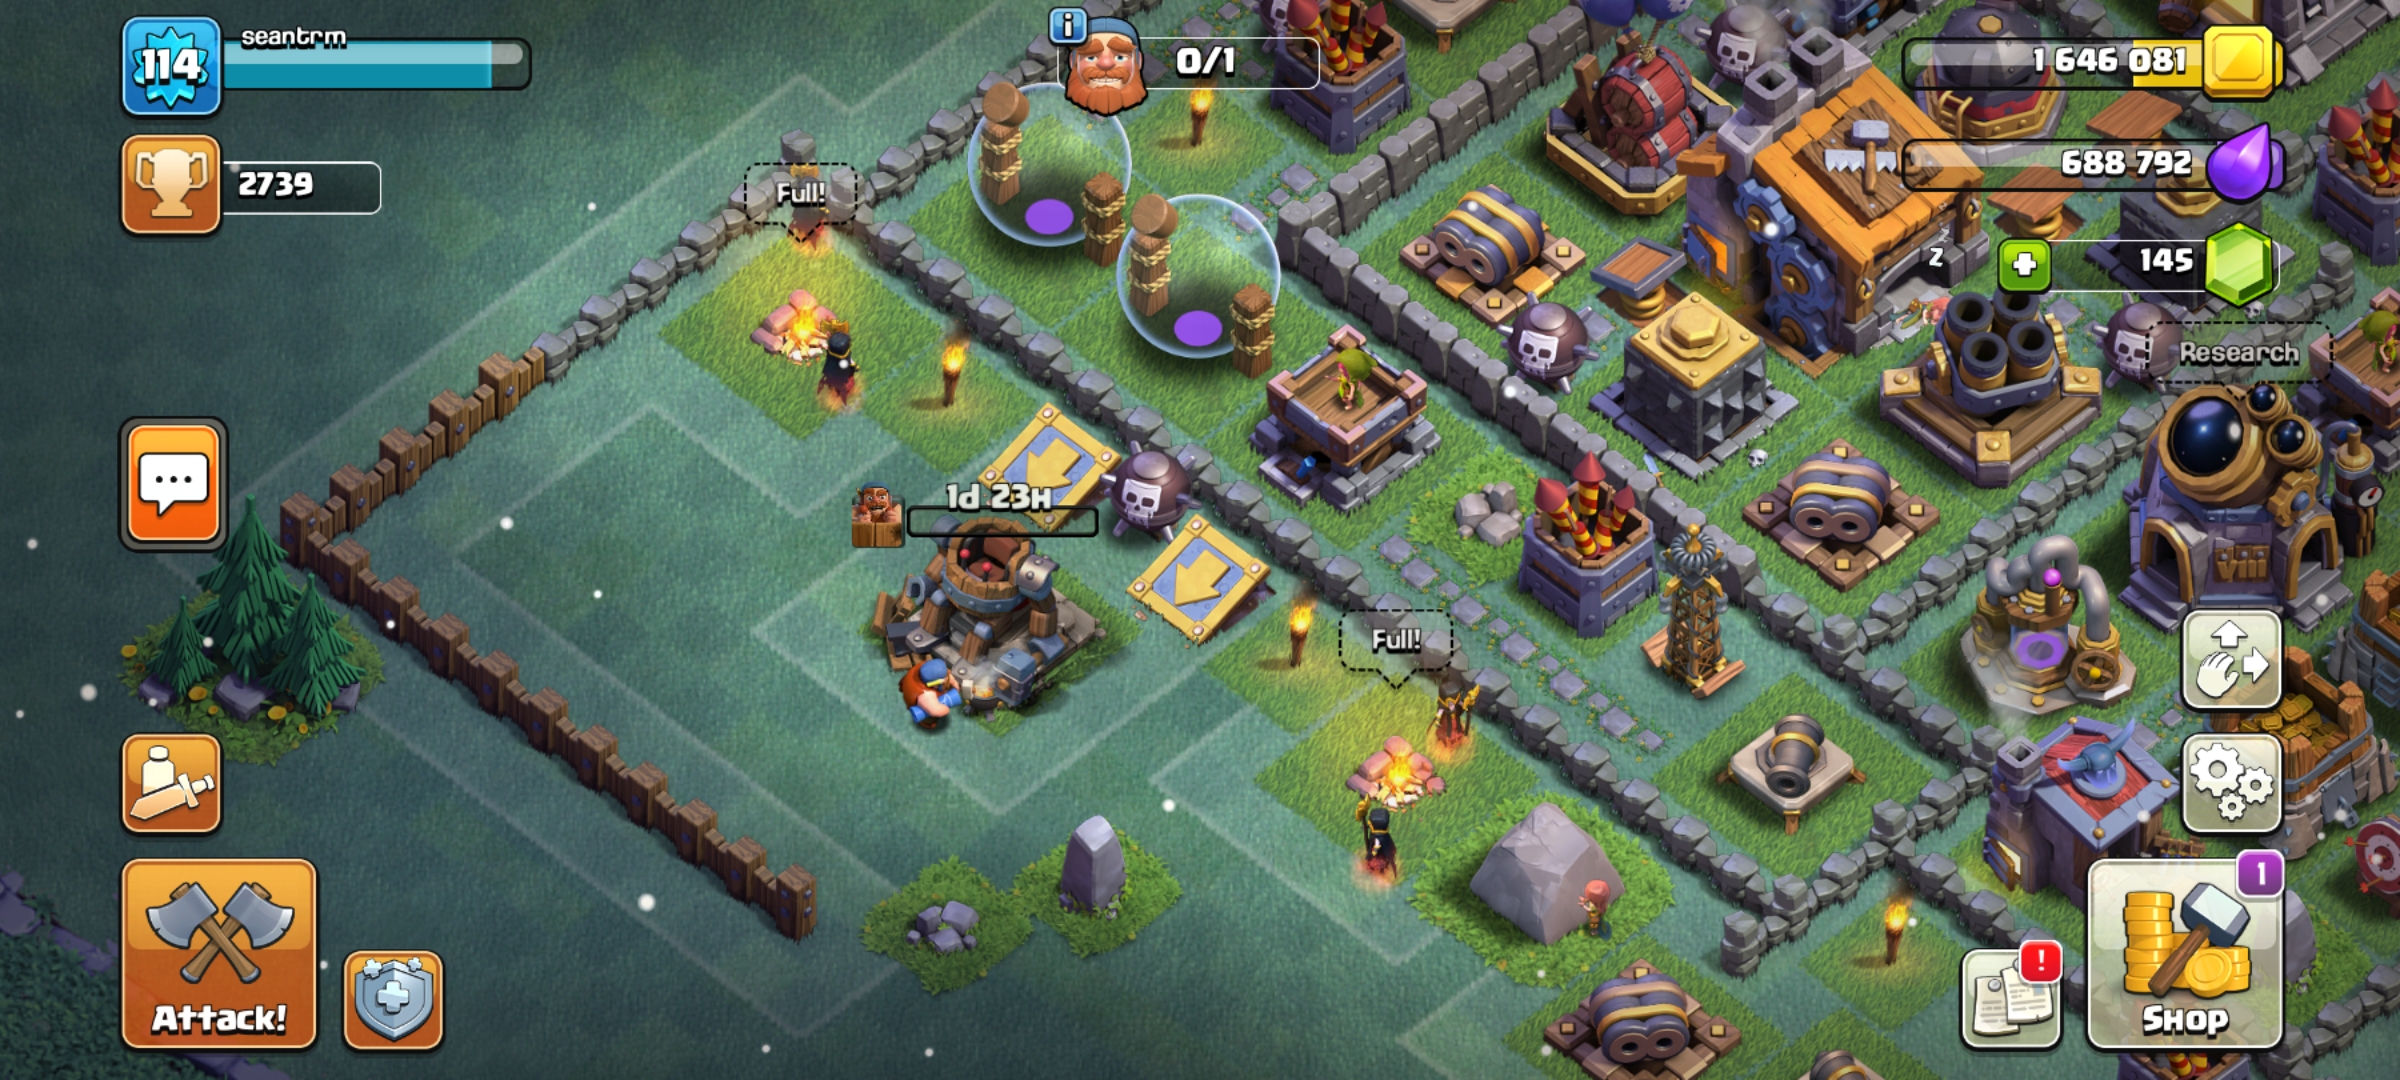 114
seantrm
i
0/1
1 646 081
2739
Full!
688 792
z
145
Research
1d 23H
Full!
VIII
1
!
Attack!
SHOP